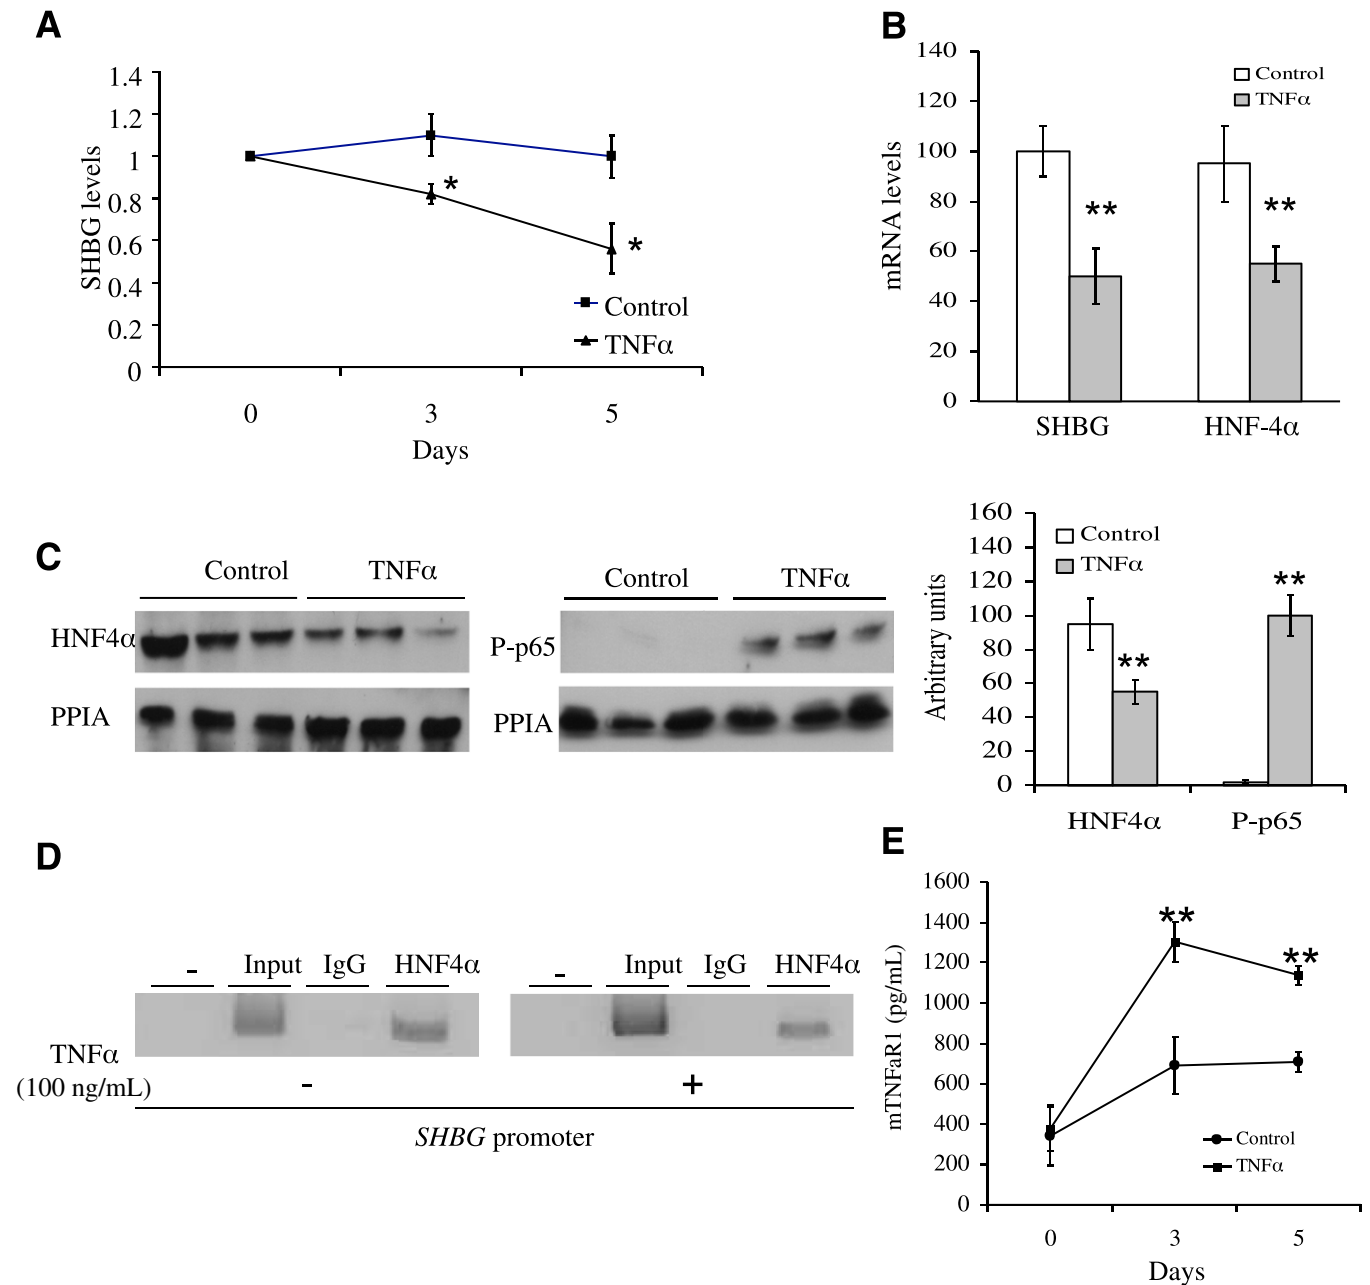 A
SHBG levels
1.4
1.2
1
0.8
0.6
0.4
0.2
0
*
*
Control
TNFα
0 3 5
Days
B
mRNA levels
140
120
100
80
60
40
20
0
Control
TNFα
**
**
SHBG HNF-4α
C
Control TNFα
HNF4α
PPIA
Control TNFα
P-p65
PPIA
Arbitrary units
160
140
120
100
80
60
40
20
0
Control
TNFα
**
**
HNF4α P-p65
D
- Input IgG HNF4α
- Input IgG HNF4α
TNFα
(100 ng/mL) - +
SHBG promoter
E
mTNFaR1 (pg/mL)
1600
1400
1200
1000
800
600
400
200
0
**
**
Control
TNFα
0 3 5
Days